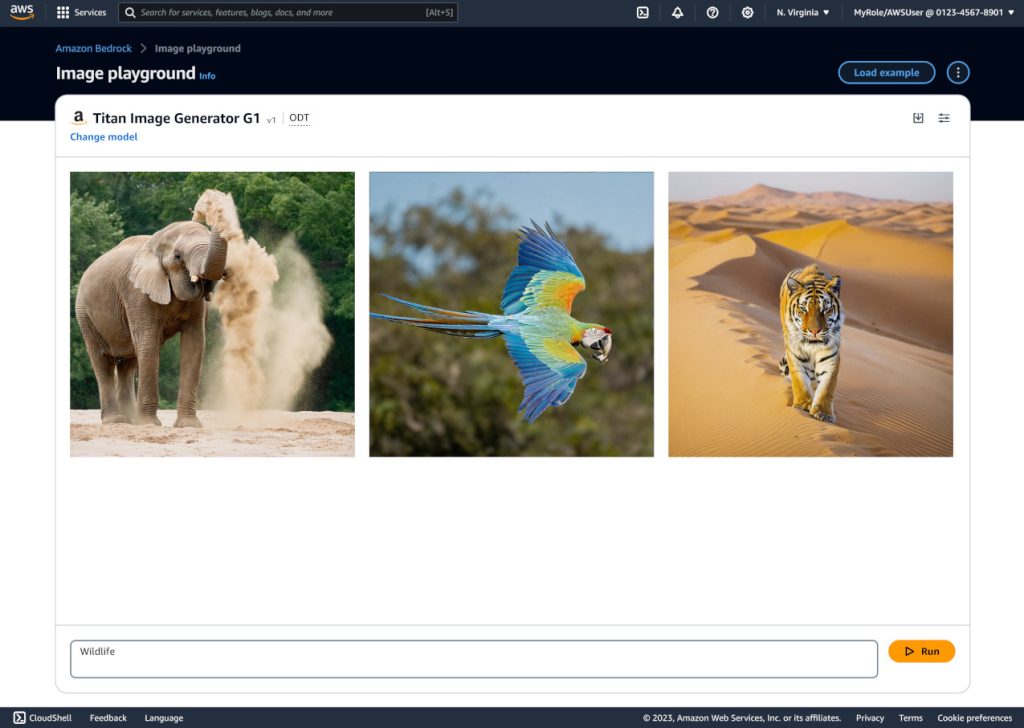 aws
Services
Search for services, features, blogs, docs, and more [Alt+S]
N. Virginia
MyRole/AWSUser @ 0123-4567-8901
Amazon Bedrock
Image playground
Image playground Info
Load example
a Titan Image Generator G1 v1 ODT
Change model
Wildlife
Run
CloudShell Feedback Language
© 2023, Amazon Web Services, Inc. or its affiliates. Privacy Terms Cookie preferences